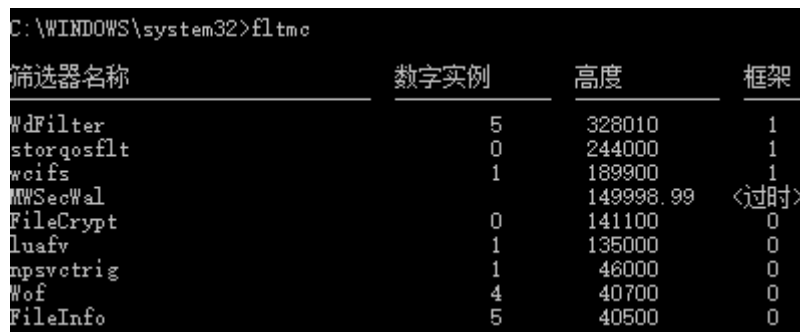 C:\WINDOWS\system32>fltmc
筛选器名称 数字实例 高度 框架
WdFilter 5 328010 1
storqosflt 0 244000 1
wcifs 1 189900 1
MWSecWal 149998.99 <过时>
FileCrypt 0 141100 0
luafv 1 135000 0
npsvctrig 1 46000 0
Wof 4 40700 0
FileInfo 5 40500 0